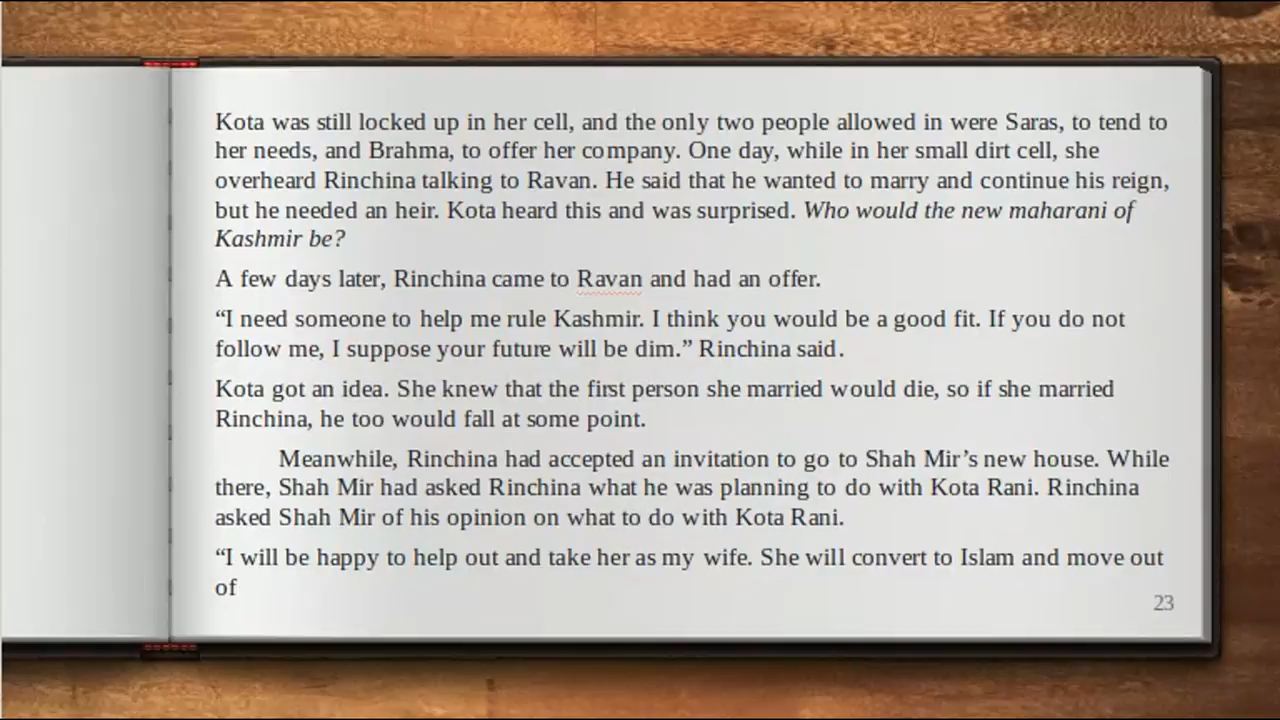 Kota was still locked up in her cell, and the only two people allowed in were Saras, to tend to
her needs, and Brahma, to offer her company. One day, while in her small dirt cell, she
overheard Rinchina talking to Ravan. He said that he wanted to marry and continue his reign,
but he needed an heir. Kota heard this and was surprised. Who would the new maharani of
Kashmir be?
A few days later, Rinchina came to Ravan and had an offer.
“I need someone to help me rule Kashmir. I think you would be a good fit. If you do not
follow me, I suppose your future will be dim.” Rinchina said.
Kota got an idea. She knew that the first person she married would die, so if she married
Rinchina, he too would fall at some point.
Meanwhile, Rinchina had accepted an invitation to go to Shah Mir’s new house. While
there, Shah Mir had asked Rinchina what he was planning to do with Kota Rani. Rinchina
asked Shah Mir of his opinion on what to do with Kota Rani.
“I will be happy to help out and take her as my wife. She will convert to Islam and move out
of
23